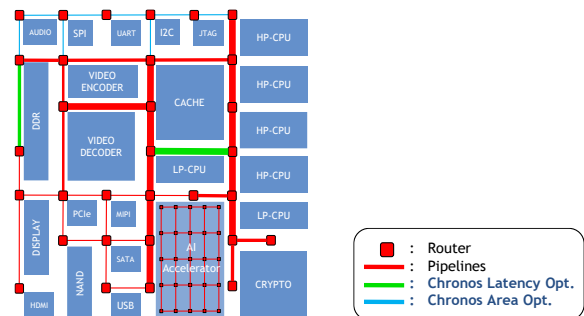 AUDIO
SPI
UART
I2C
JTAG
HP-CPU
VIDEO
ENCODER
CACHE
HP-CPU
DDR
VIDEO
DECODER
HP-CPU
LP-CPU
HP-CPU
DISPLAY
PCIe
MIPI
LP-CPU
AI
Accelerator
SATA
NAND
HDMI
USB
CRYPTO
: Router
: Pipelines
: Chronos Latency Opt.
: Chronos Area Opt.